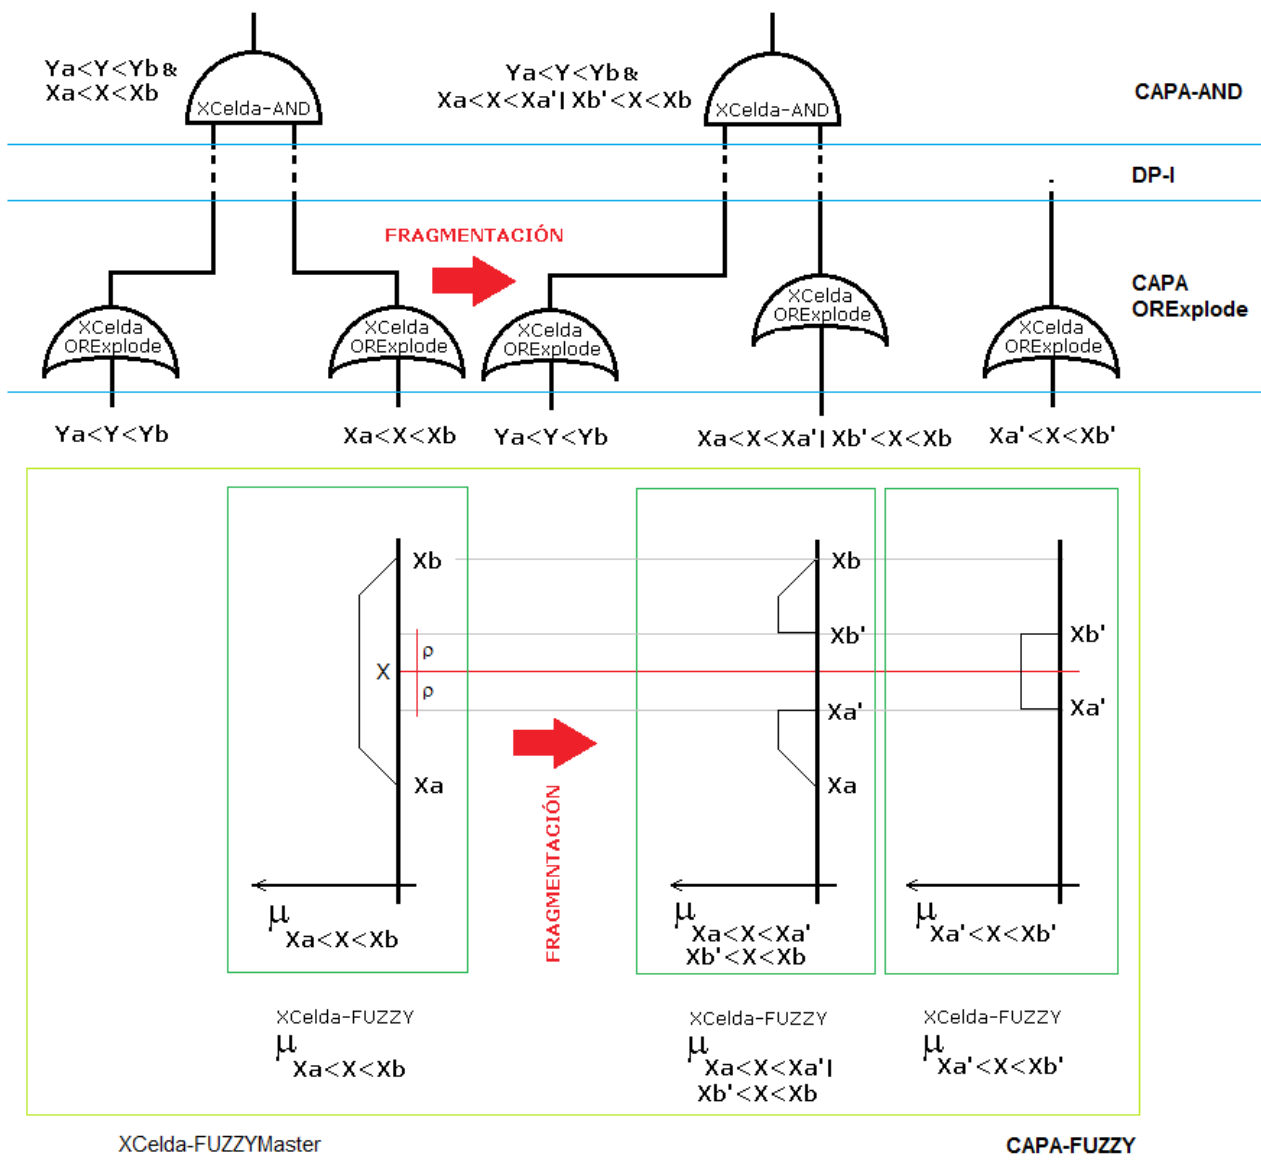 Ya<Y<Yb &
Xa<X<Xb
XCelda-AND
Ya<Y<Yb &
Xa<X<Xa'| Xb'<X<Xb
XCelda-AND
CAPA-AND
DP-I
FRAGMENTACIÓN
XCelda
ORExplode
XCelda
ORExplode
XCelda
ORExplode
XCelda
ORExplode
XCelda
ORExplode
CAPA
ORExplode
Ya<Y<Yb
Xa<X<Xb
Ya<Y<Yb
Xa<X<Xa'| Xb'<X<Xb
Xa'<X<Xb'
Xb
ρ
X
ρ
Xa
FRAGMENTACIÓN
Xb
Xb'
Xa'
Xa
Xb'
Xa'
μ
Xa<X<Xb
μ
Xa<X<Xa'
Xb'<X<Xb
μ
Xa'<X<Xb'
XCelda-FUZZY
μ
Xa<X<Xb
XCelda-FUZZY
μ
Xa<X<Xa'|
Xb'<X<Xb
XCelda-FUZZY
μ
Xa'<X<Xb'
XCelda-FUZZYMaster
CAPA-FUZZY